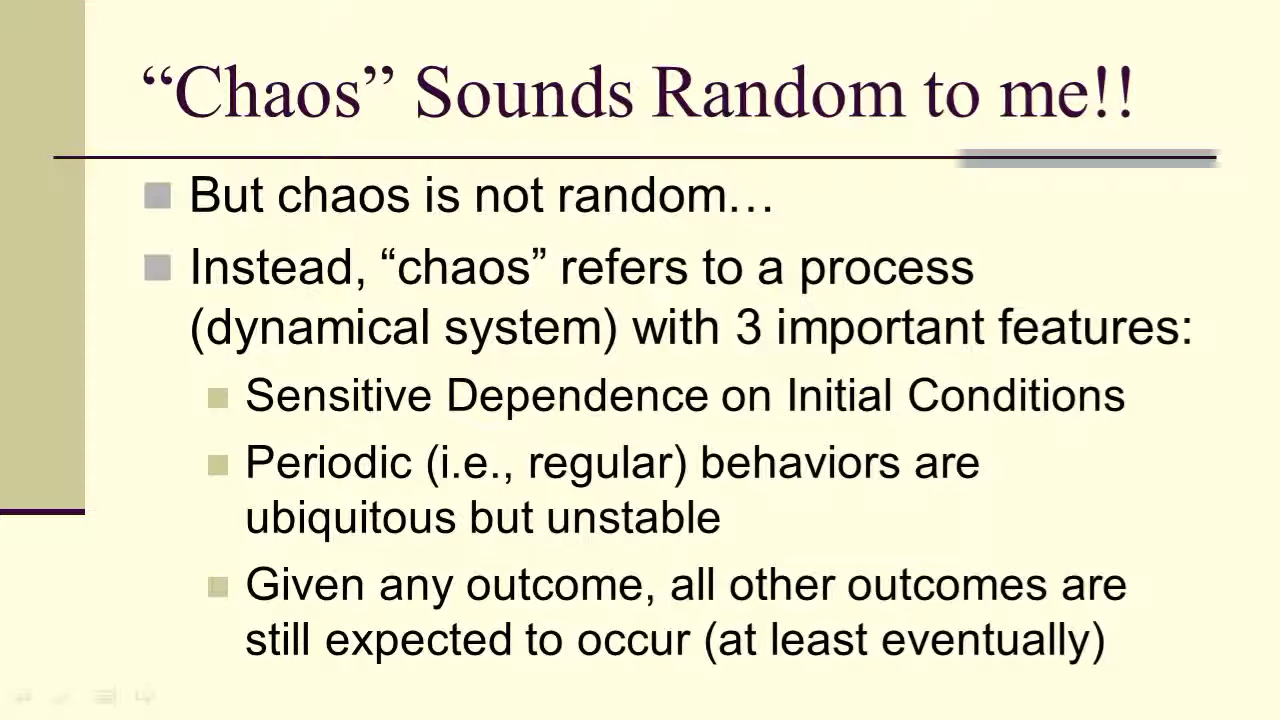 “Chaos” Sounds Random to me!!
But chaos is not random…
Instead, “chaos” refers to a process
(dynamical system) with 3 important features:
Sensitive Dependence on Initial Conditions
Periodic (i.e., regular) behaviors are
ubiquitous but unstable
Given any outcome, all other outcomes are
still expected to occur (at least eventually)